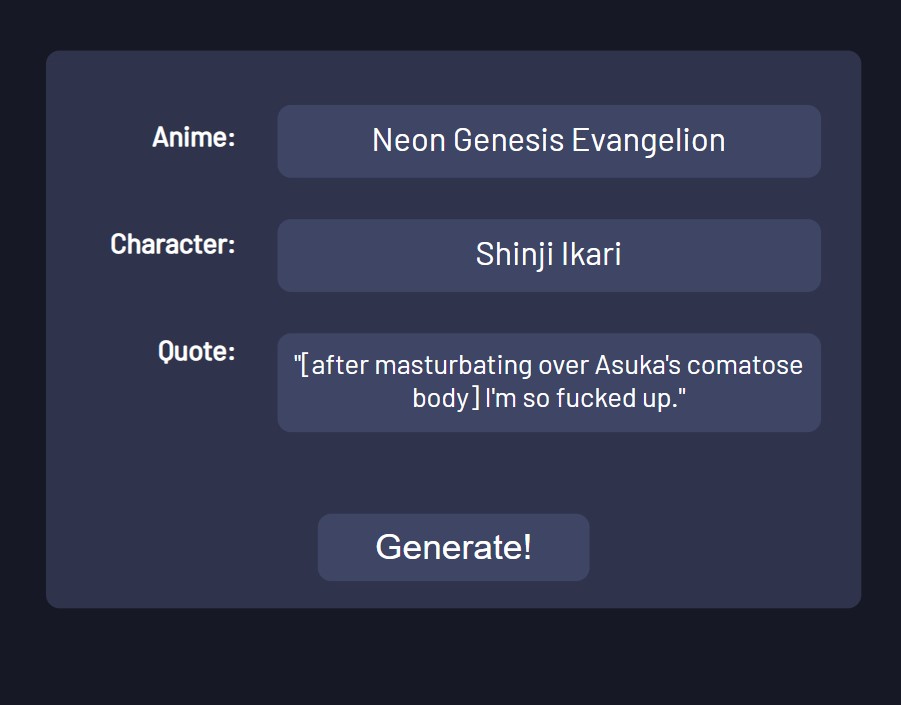 Anime:
Neon Genesis Evangelion
Character:
Shinji Ikari
Quote:
"[after masturbating over Asuka's comatose
body] I'm so fucked up."
Generate!